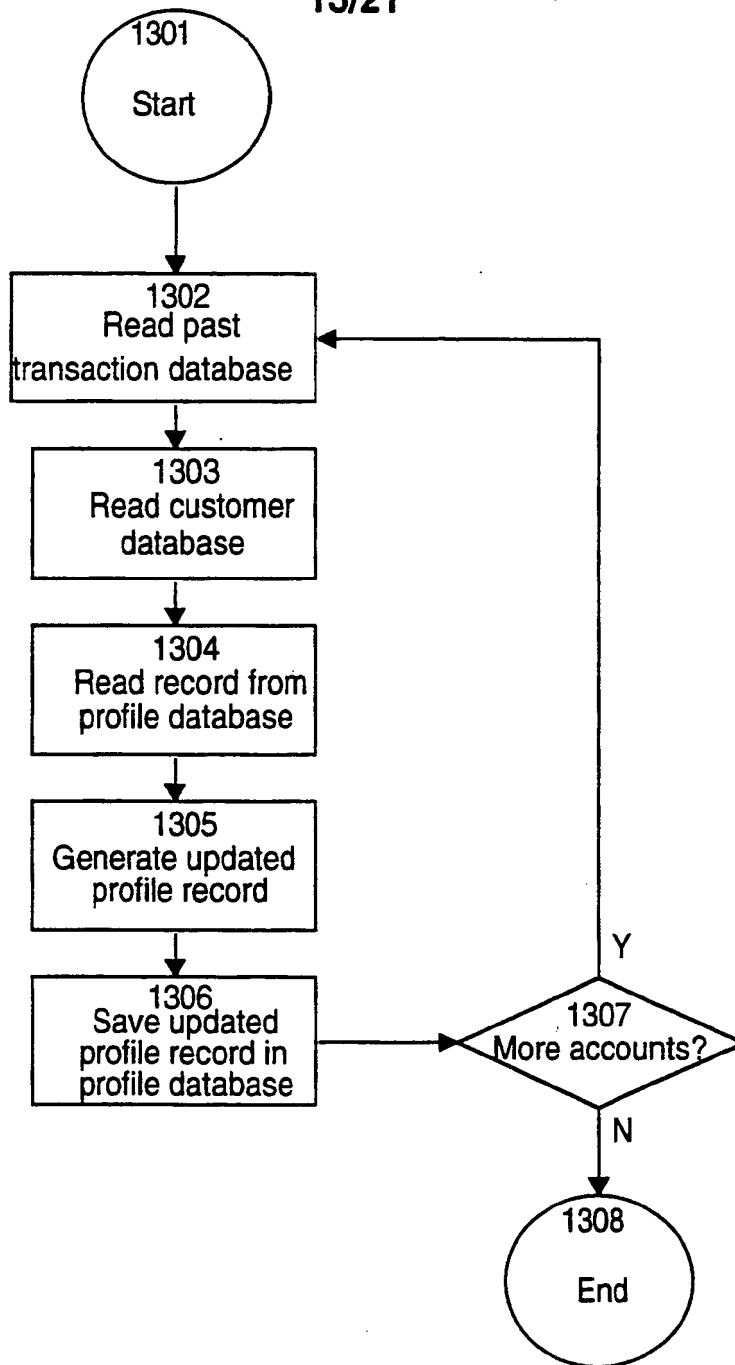 13/21
1301
Start
1302
Read past
transaction database
1303
Read customer
database
1304
Read record from
profile database
1305
Generate updated
profile record
1306
Save updated
profile record in
profile database
Y
1307
More accounts?
N
1308
End